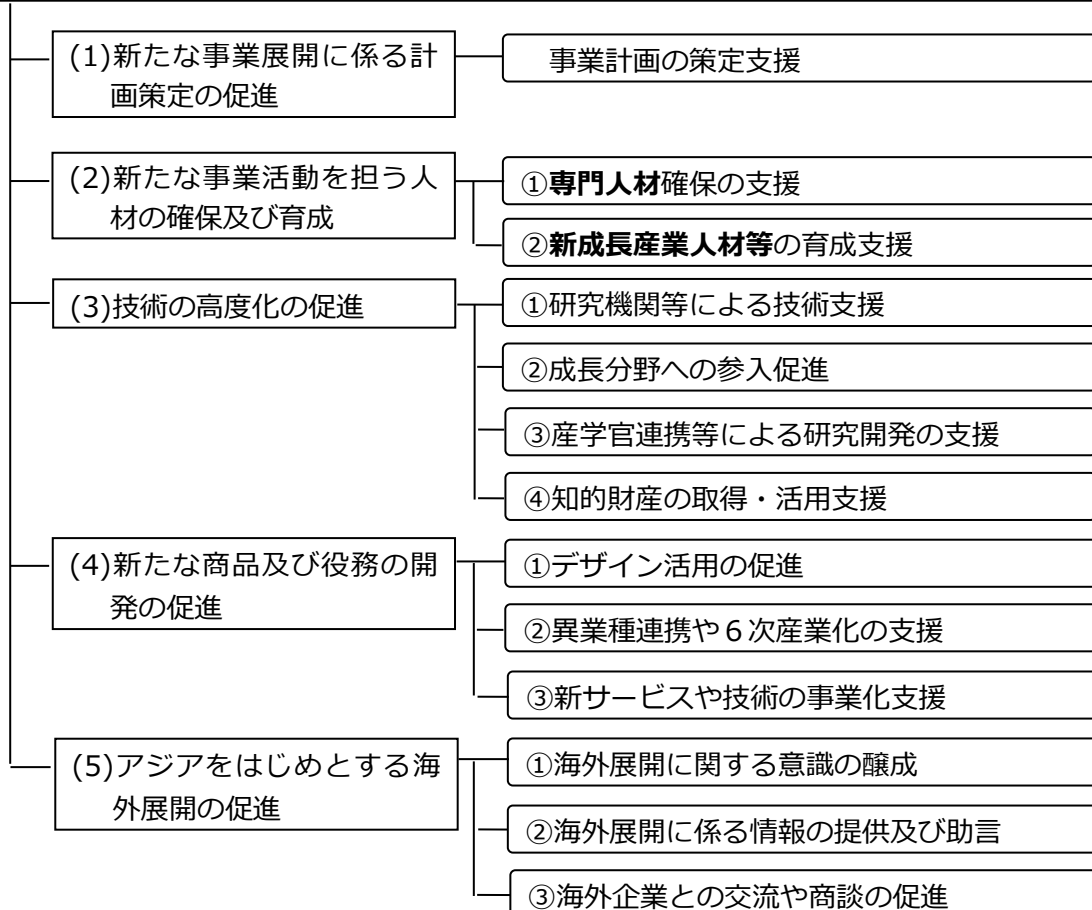 (1)新たな事業展開に係る計
画策定の促進
事業計画の策定支援
(2)新たな事業活動を担う人
材の確保及び育成
①専門人材確保の支援
②新成長産業人材等の育成支援
(3)技術の高度化の促進
①研究機関等による技術支援
②成長分野への参入促進
③産学官連携等による研究開発の支援
④知的財産の取得・活用支援
(4)新たな商品及び役務の開
発の促進
①デザイン活用の促進
②異業種連携や６次産業化の支援
③新サービスや技術の事業化支援
(5)アジアをはじめとする海
外展開の促進
①海外展開に関する意識の醸成
②海外展開に係る情報の提供及び助言
③海外企業との交流や商談の促進